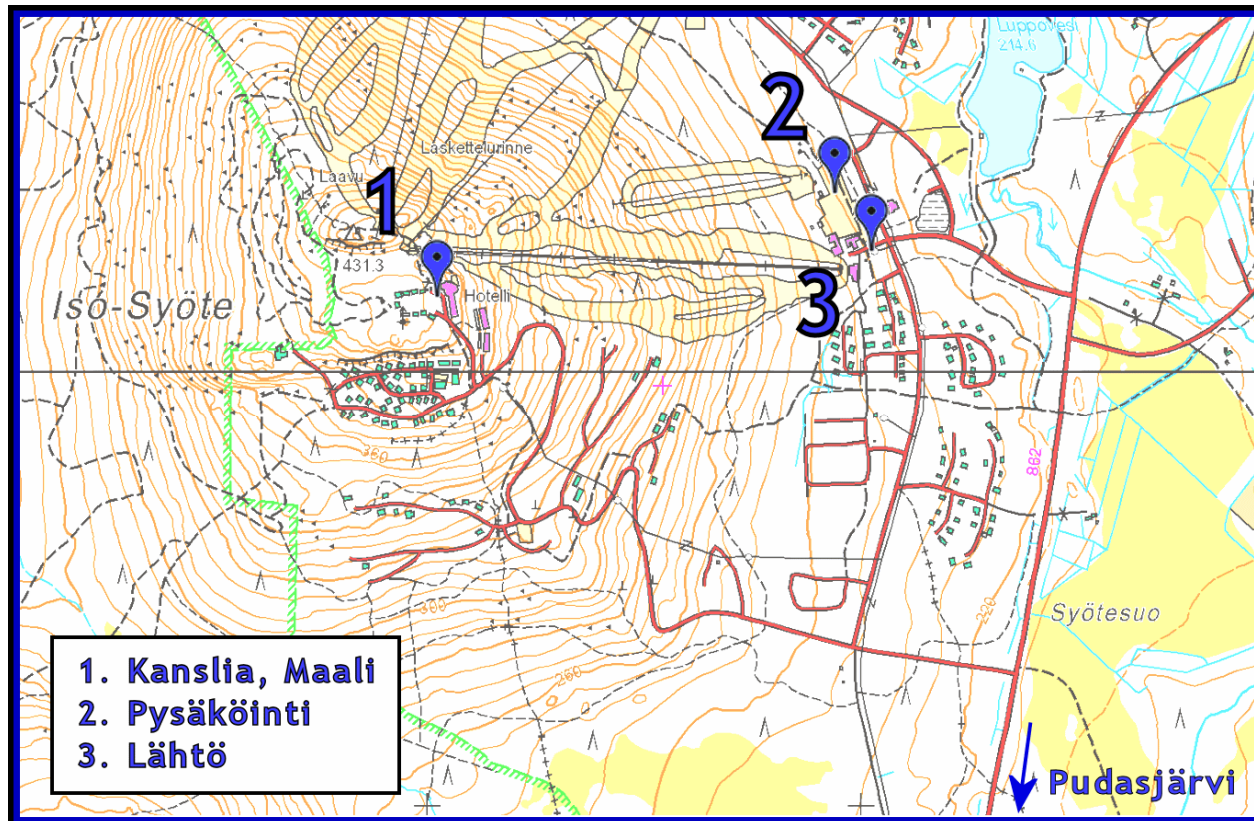 Luppovesi
214.6
2
Laskettelurinne
Laavu
1
431.3
Hotelli
Iso-Syöte
3
z
360
862
z
z
300
220
260
Syötesuo
1. Kanslia, Maali
2. Pysäköinti
3. Lähtö
Pudasjärvi